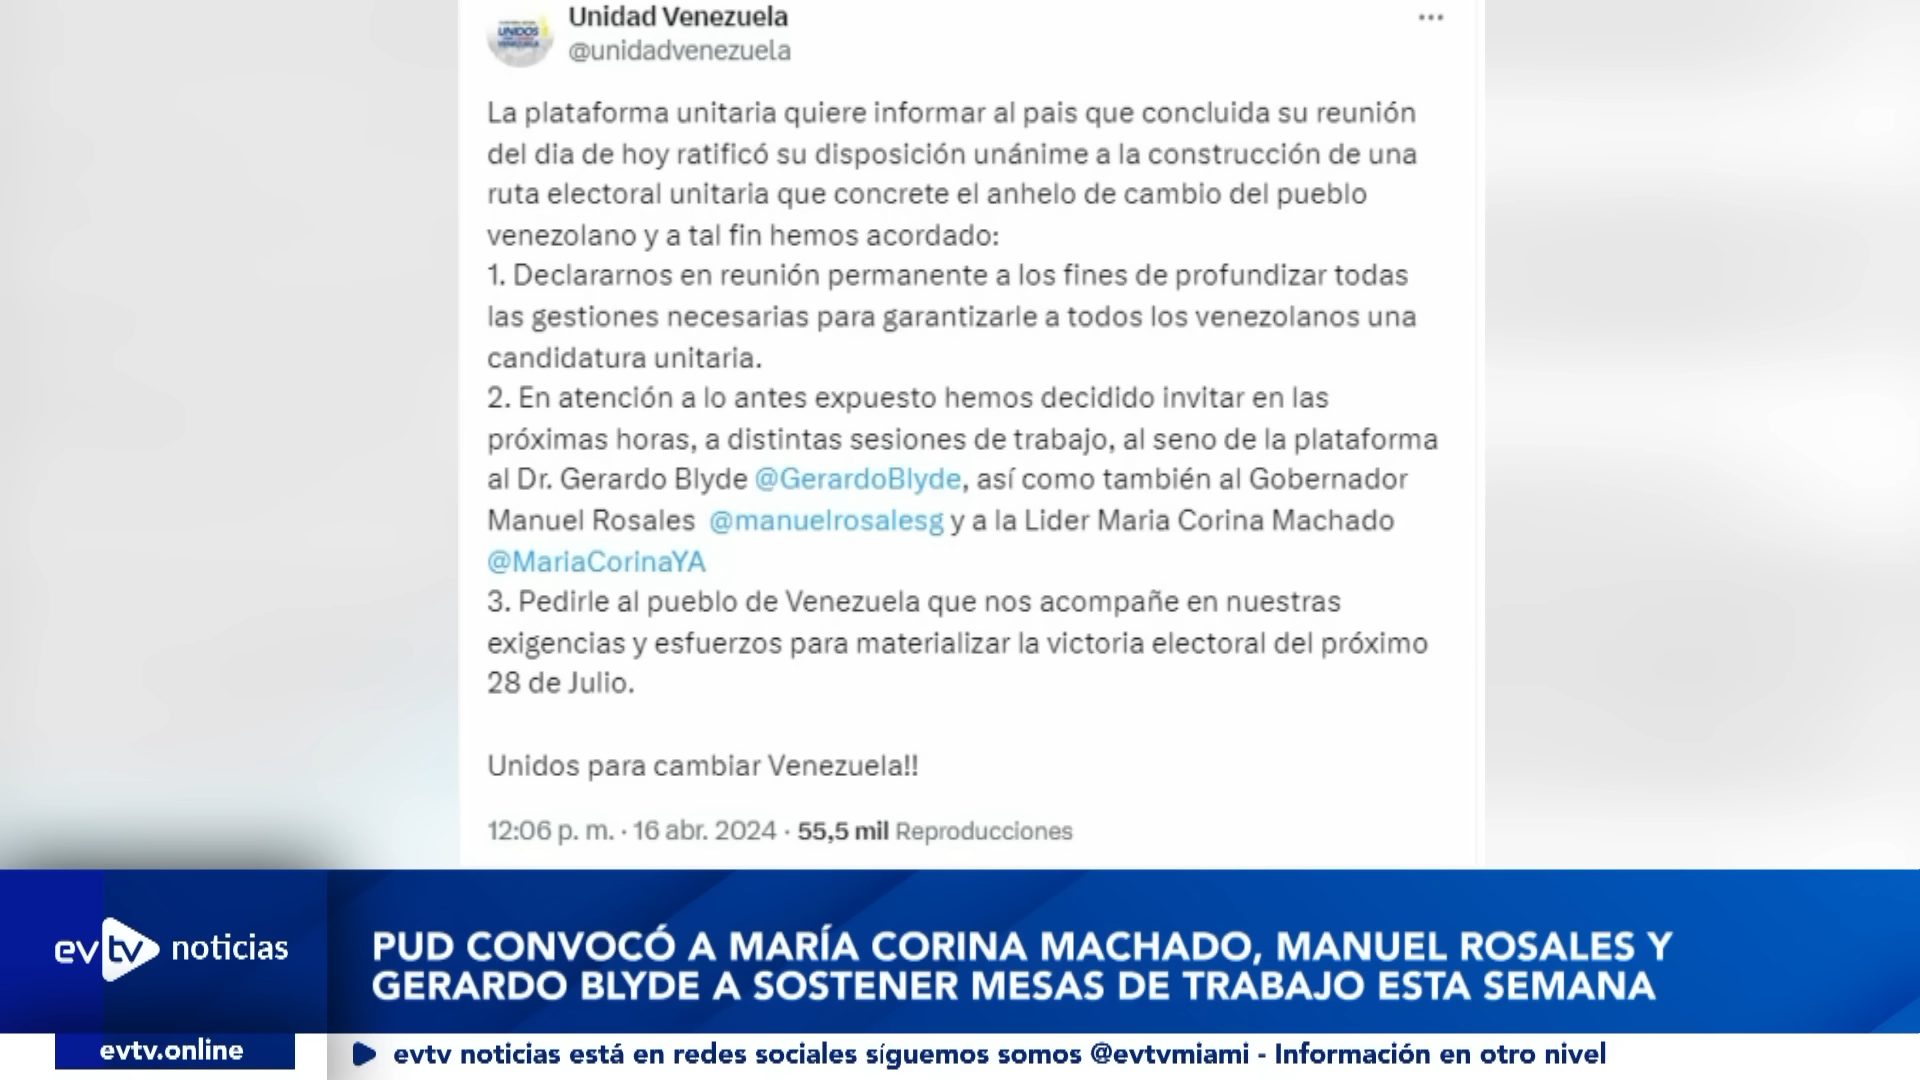 Unidad Venezuela
@unidadvenezuela
UNIDOS
La plataforma unitaria quiere informar al pais que concluida su reunión
del dia de hoy ratificó su disposición unánime a la construcción de una
ruta electoral unitaria que concrete el anhelo de cambio del pueblo
venezolano y a tal fin hemos acordado:
1. Declararnos en reunión permanente a los fines de profundizar todas
las gestiones necesarias para garantizarle a todos los venezolanos una
candidatura unitaria.
2. En atención a lo antes expuesto hemos decidido invitar en las
próximas horas, a distintas sesiones de trabajo, al seno de la plataforma
al Dr. Gerardo Blyde @GerardoBlyde, así como también al Gobernador
Manuel Rosales @manuelrosalesg y a la Lider Maria Corina Machado
@MariaCorinaYA
3. Pedirle al pueblo de Venezuela que nos acompañe en nuestras
exigencias y esfuerzos para materializar la victoria electoral del próximo
28 de Julio.
Unidos para cambiar Venezuela!!
12:06 p. m. · 16 abr. 2024 · 55,5 mil Reproducciones
evtv noticias
PUD CONVOCÓ A MARÍA CORINA MACHADO, MANUEL ROSALES Y
GERARDO BLYDE A SOSTENER MESAS DE TRABAJO ESTA SEMANA
evtv.online
evtv noticias está en redes sociales síguemos somos @evtvmiami - Información en otro nivel